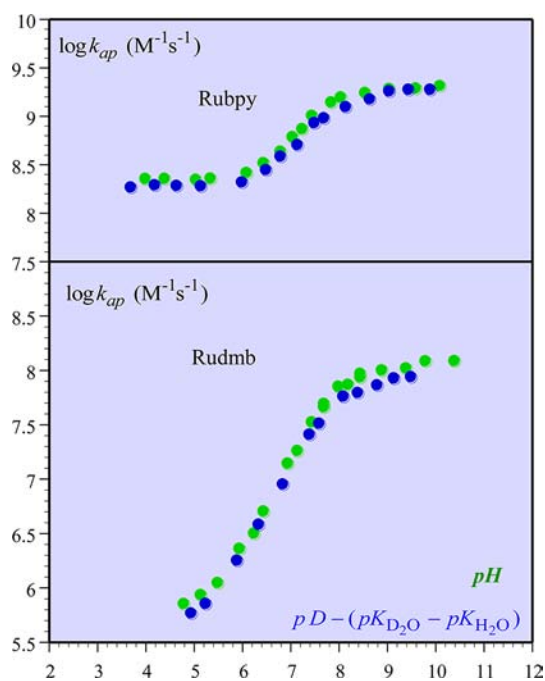 10
log k_ap (M⁻¹s⁻¹)
9.5
Rubpy
9
8.5
8
7.5
log k_ap (M⁻¹s⁻¹)
8.5
Rudmb
8
7.5
7
6.5
6
pH
pD – (pK_D₂O – pK_H₂O)
5.5
2 3 4 5 6 7 8 9 10 11 12